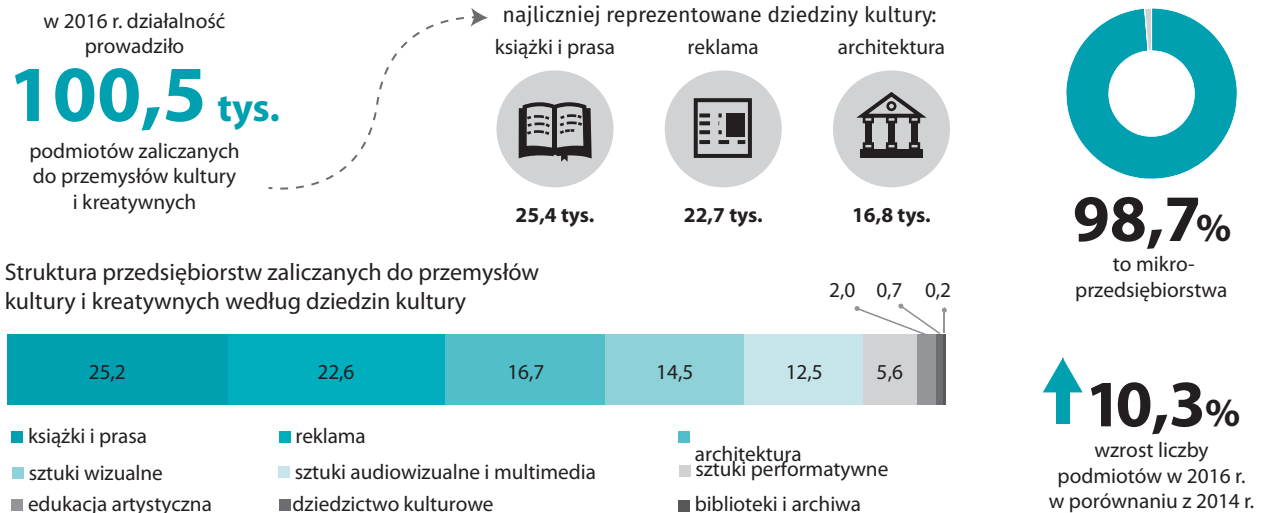 w 2016 r. działalność
prowadziło
100,5 tys.
podmiotów zaliczanych
do przemysłów kultury
i kreatywnych
najliczniej reprezentowane dziedziny kultury:
książki i prasa
reklama
architektura
25,4 tys.
22,7 tys.
16,8 tys.
98,7%
to mikro-
przedsiębiorstwa
Struktura przedsiębiorstw zaliczanych do przemysłów
kultury i kreatywnych według dziedzin kultury
2,0 0,7 0,2
25,2 22,6 16,7 14,5 12,5 5,6
książki i prasa
reklama
architektura
sztuki wizualne
sztuki audiowizualne i multimedia
sztuki performatywne
edukacja artystyczna
dziedzictwo kulturowe
biblioteki i archiwa
10,3%
wzrost liczby
podmiotów w 2016 r.
w porównaniu z 2014 r.